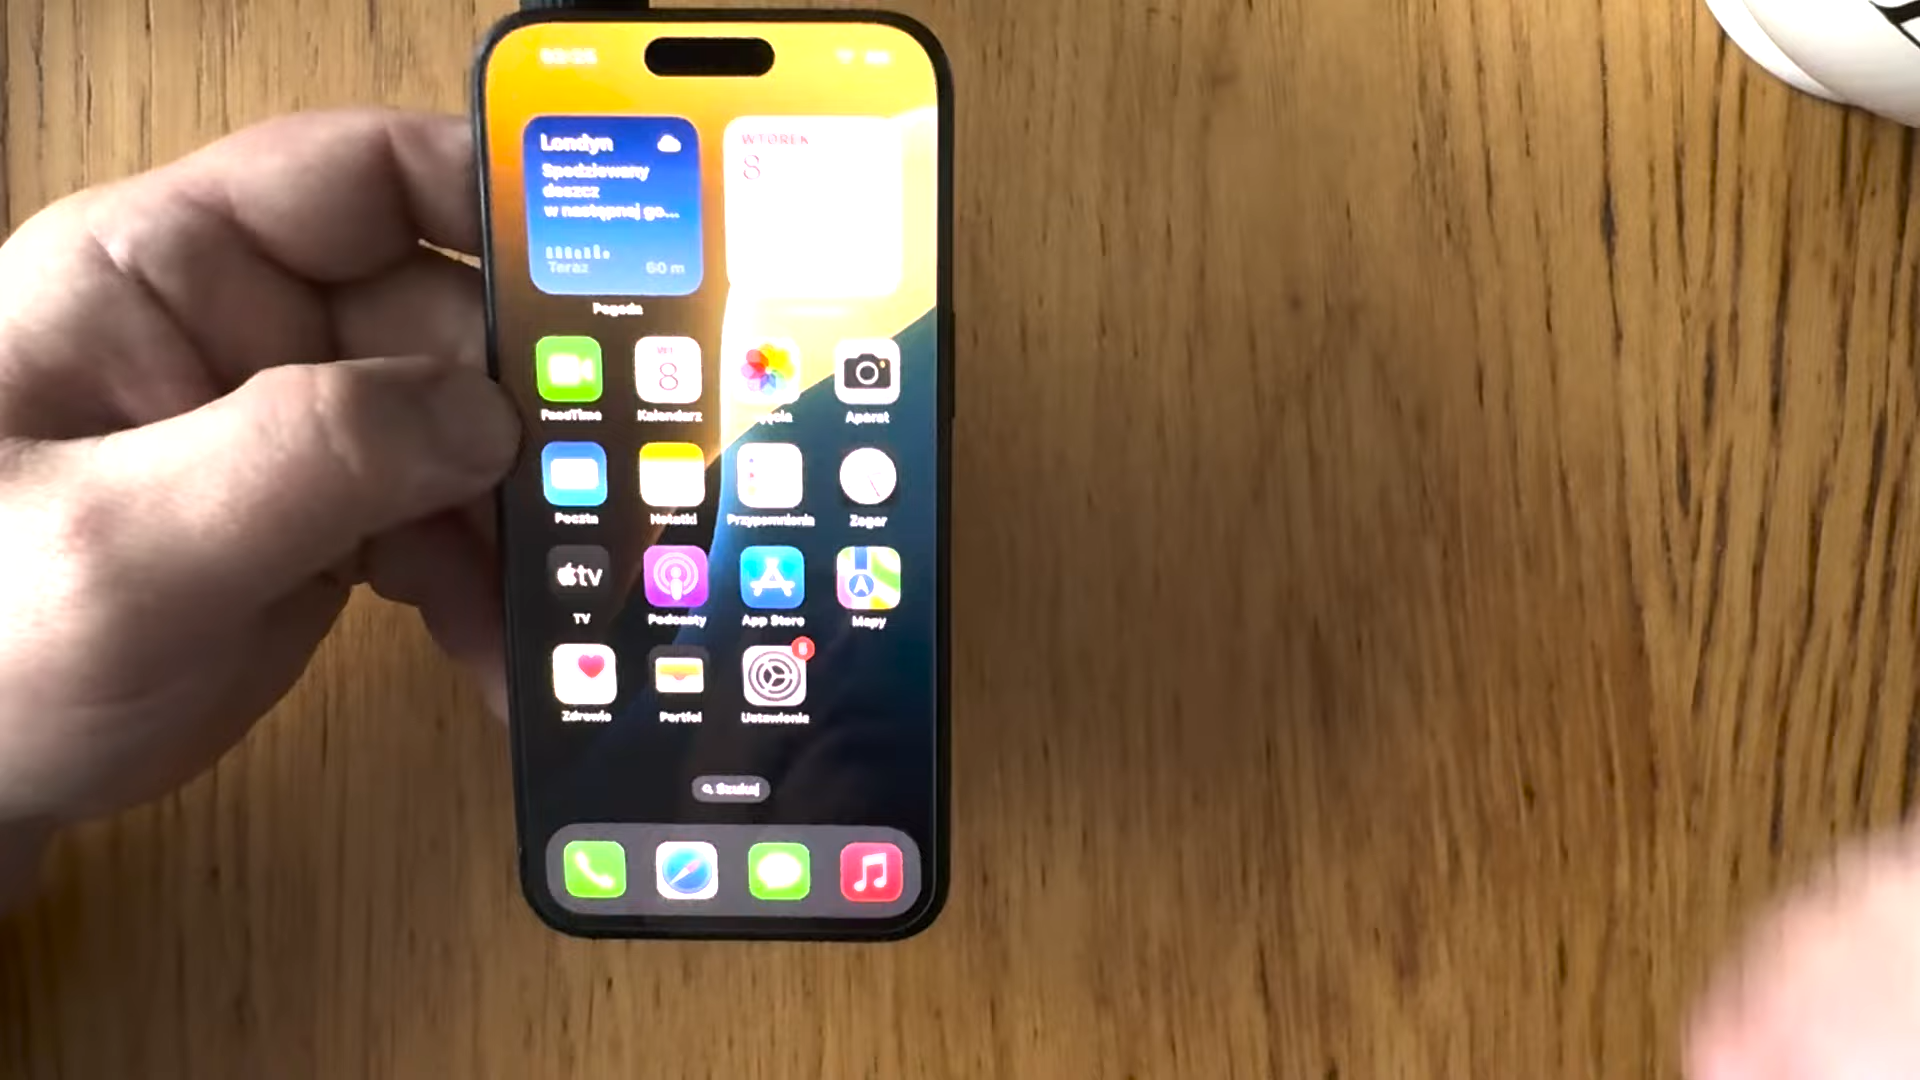 Londyn
Spodziewany
deszcz
w następnej go...
Teraz 60 m
WTOREK
8
Pogoda
WT.
8
FaceTime Kalendarz Aparat
Poczta Notatki Przypomnienia Zegar
tv
TV Podcasty App Store Mapy
Zdrowie Portfel Ustawienia
Szukaj